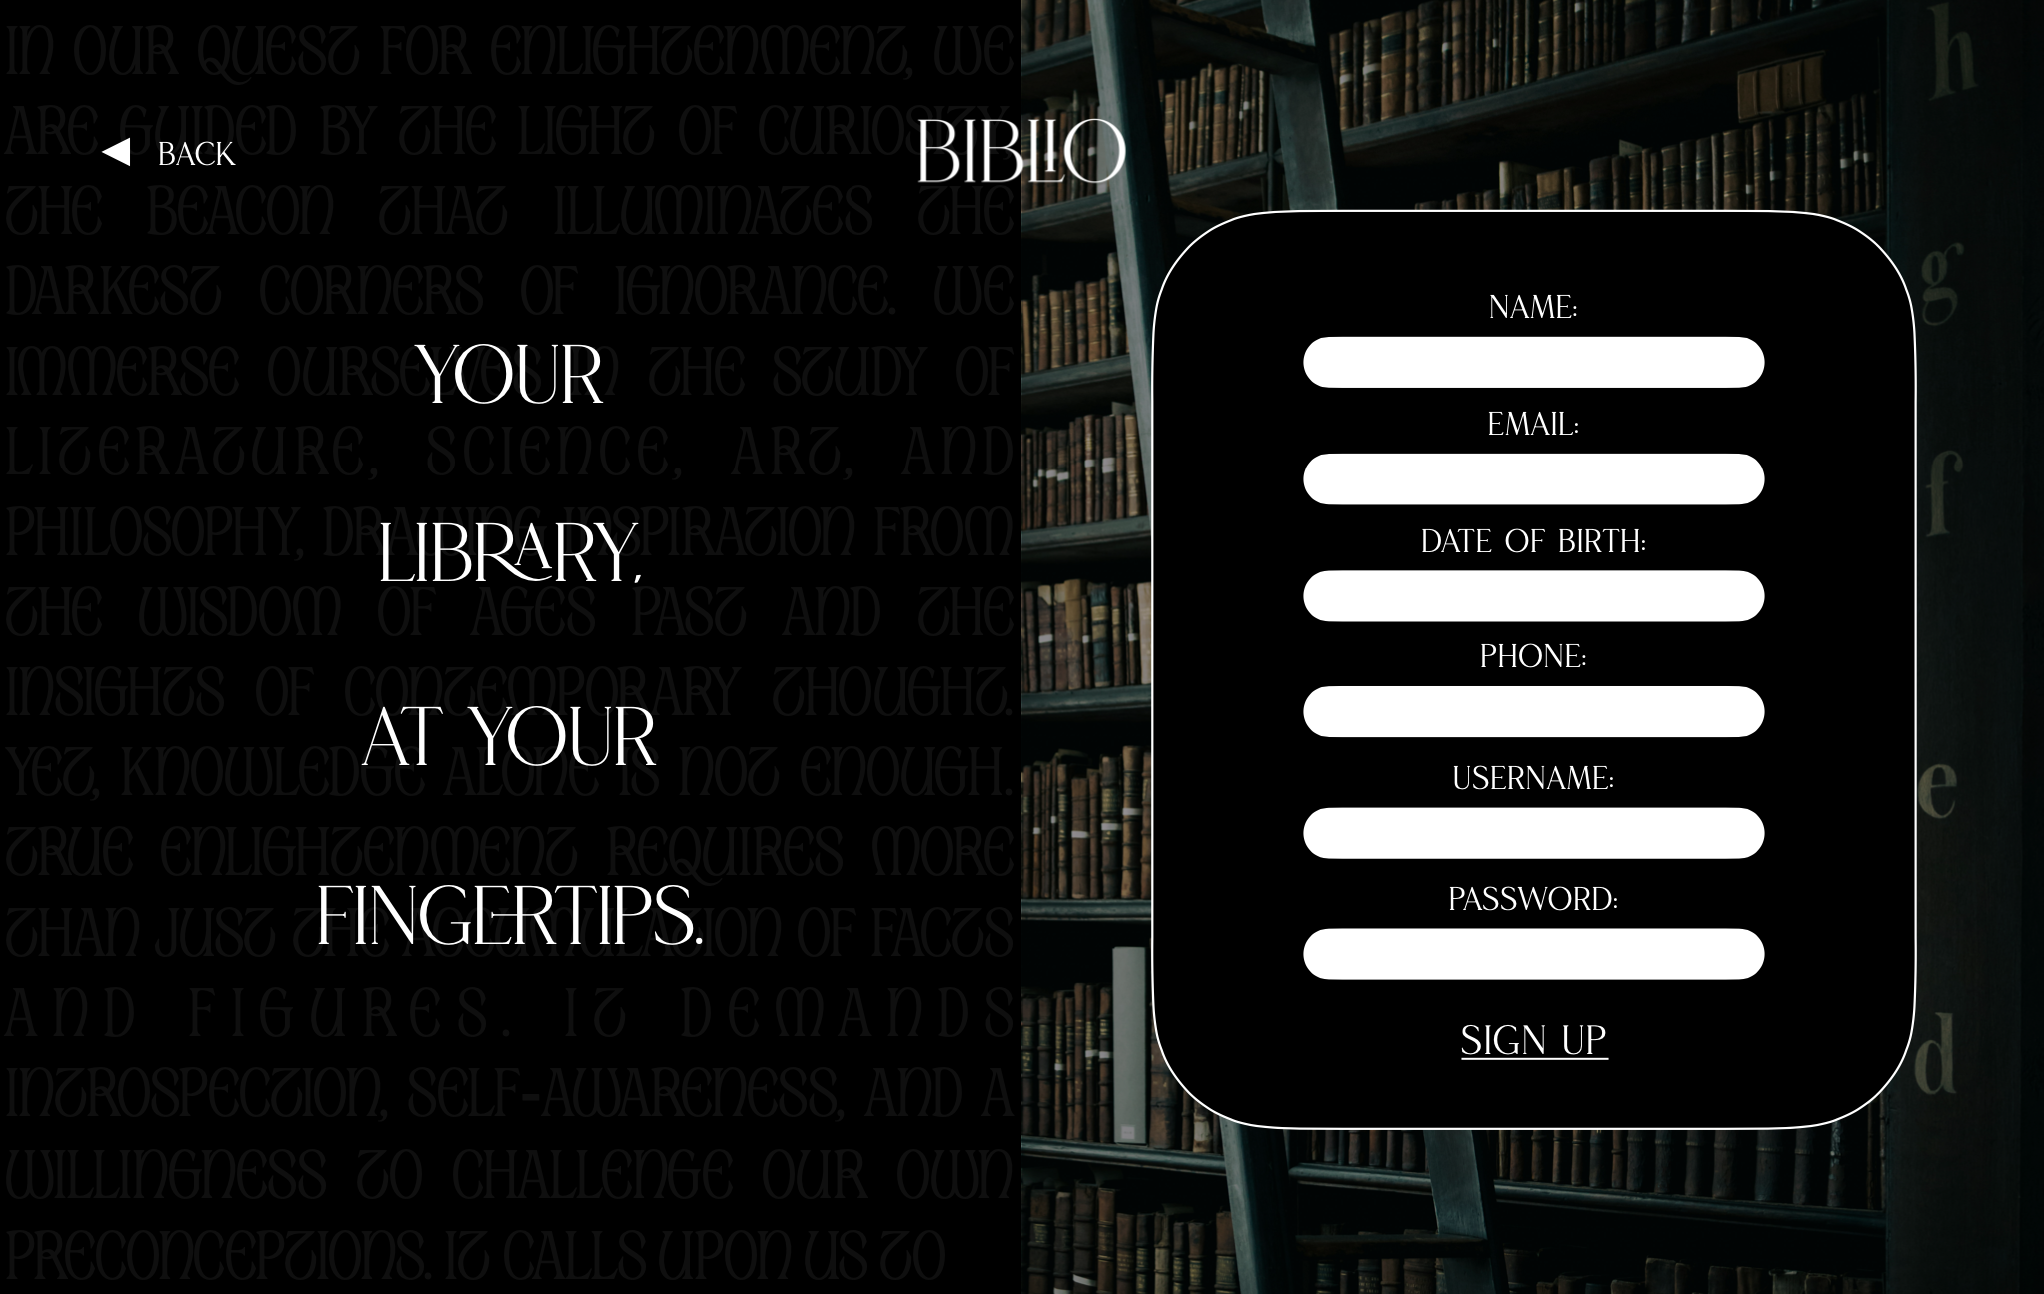 IN OUR QUEST FOR ENLIGHTENMENT, WE
ARE GUIDED BY THE LIGHT OF CURIOSITY,
THE BEACON THAT ILLUMINATES THE
DARKEST CORNERS OF IGNORANCE. WE
IMMERSE OURSELVES IN THE STUDY OF
LITERATURE, SCIENCE, ART, AND
PHILOSOPHY, DRAWING INSPIRATION FROM
THE WISDOM OF AGES PAST AND THE
INSIGHTS OF CONTEMPORARY THOUGHT.
YET, KNOWLEDGE ALONE IS NOT ENOUGH.
TRUE ENLIGHTENMENT REQUIRES MORE
THAN JUST THE ACCUMULATION OF FACTS
AND FIGURES. IT DEMANDS
INTROSPECTION, SELF-AWARENESS, AND A
WILLINGNESS TO CHALLENGE OUR OWN
PRECONCEPTIONS. IT CALLS UPON US TO
BACK
BIBLIO
YOUR
LIBRARY,
AT YOUR
FINGERTIPS.
NAME:
EMAIL:
DATE OF BIRTH:
PHONE:
USERNAME:
PASSWORD:
SIGN UP
h
g
f
e
d